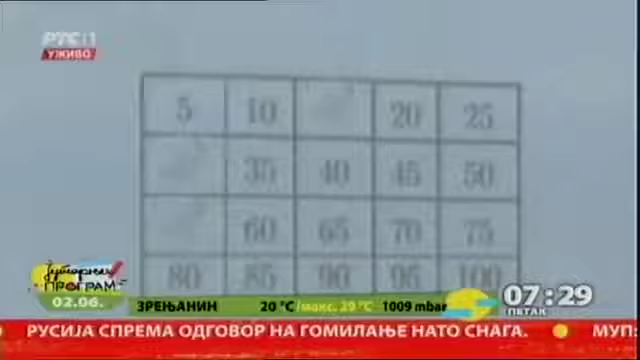 РТС 1
УЖИВО
5 10 20 25
35 40 45 50
60 65 70 75
80 85 90 95 100
Јутарњи
ПРОГРАМ
02.06.
ЗРЕЊАНИН 20 °C /макс. 29 °C 1009 mbar
07:29
ПЕТАК
РУСИЈА СПРЕМА ОДГОВОР НА ГОМИЛАЊЕ НАТО СНАГА. МУП: